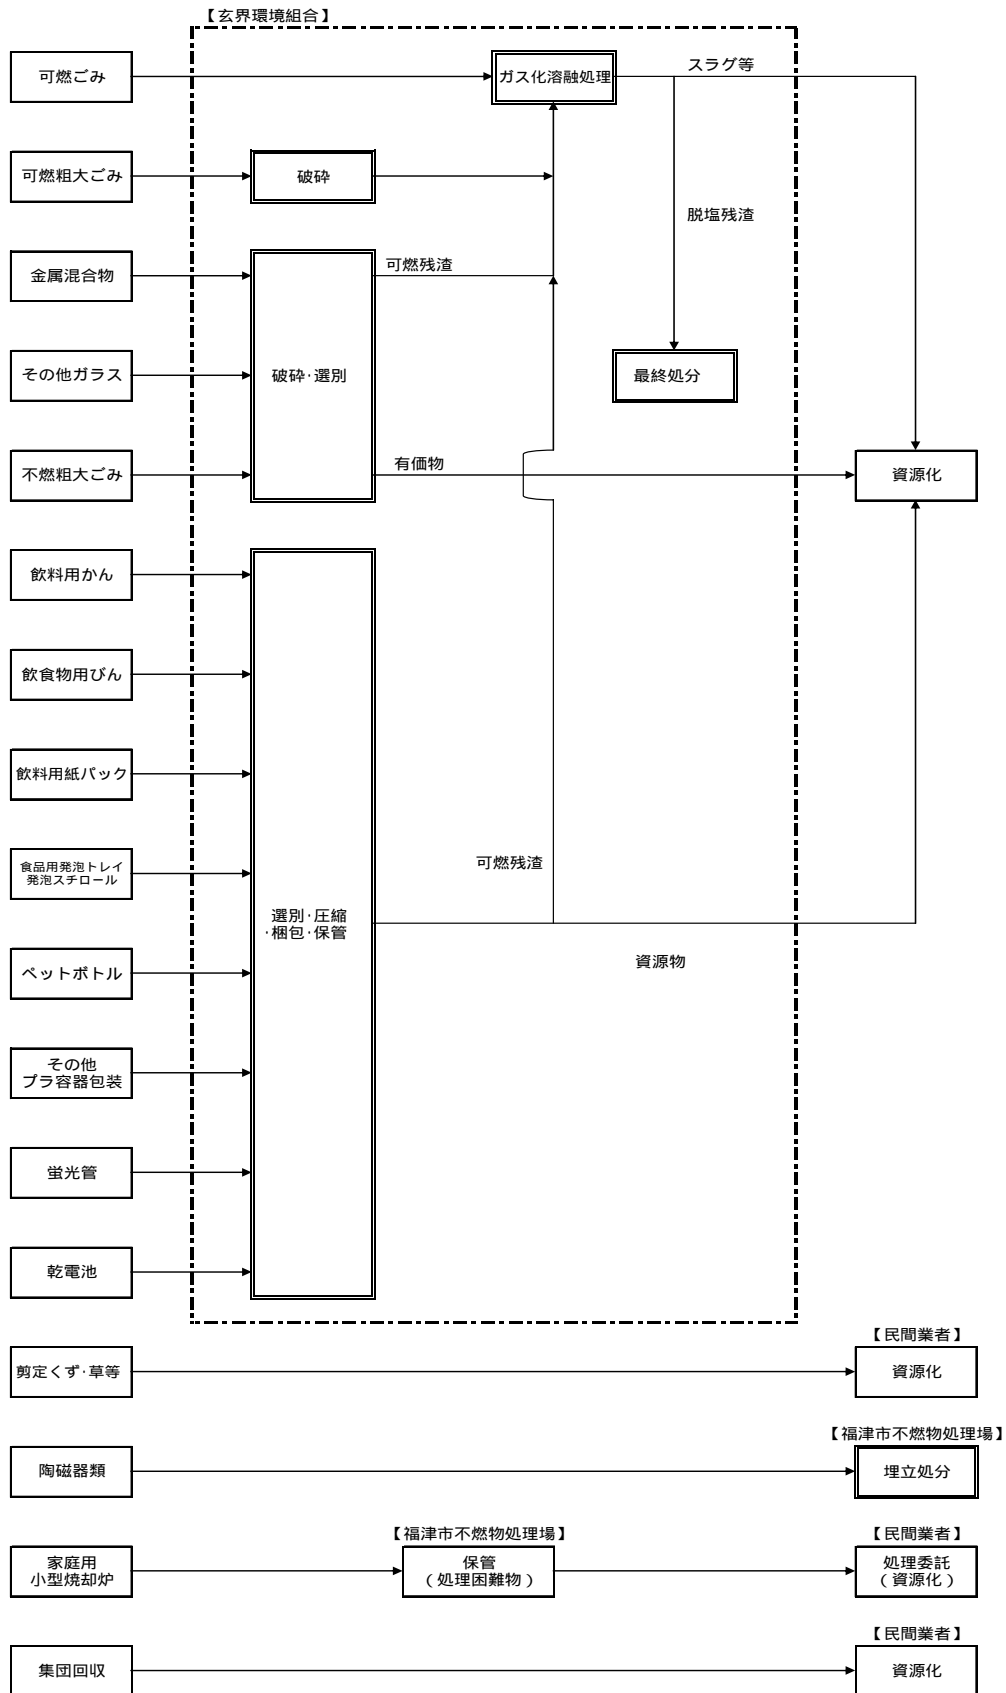 【玄界環境組合】
可燃ごみ
ガス化溶融処理
スラグ等
可燃粗大ごみ
破砕
脱塩残渣
金属混合物
可燃残渣
その他ガラス
破砕・選別
最終処分
不燃粗大ごみ
有価物
資源化
飲料用かん
飲食物用びん
飲料用紙パック
食品用発泡トレイ
発泡スチロール
可燃残渣
選別・圧縮
・梱包・保管
資源物
ペットボトル
その他
プラ容器包装
蛍光管
乾電池
【民間業者】
剪定くず・草等
資源化
【福津市不燃物処理場】
陶磁器類
埋立処分
【福津市不燃物処理場】
【民間業者】
家庭用
小型焼却炉
保管
(処理困難物)
処理委託
(資源化)
【民間業者】
集団回収
資源化